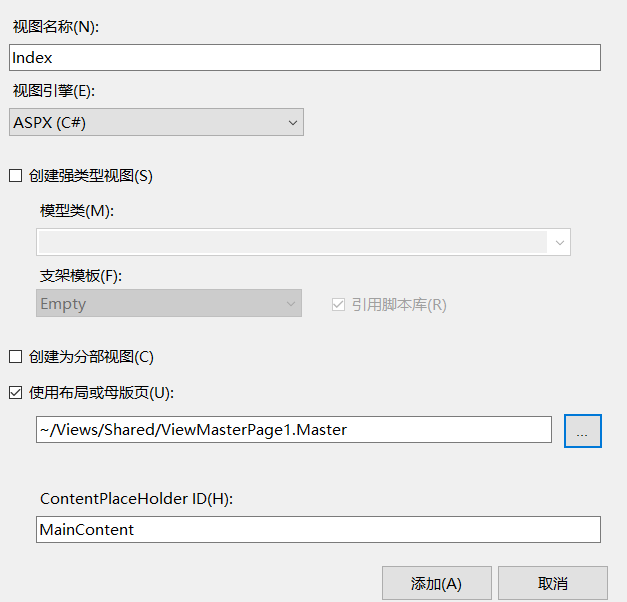 视图名称(N):
Index
视图引擎(E):
ASPX (C#)
创建强类型视图(S)
模型类(M):
支架模板(F):
Empty
引用脚本库(R)
创建为分部视图(C)
使用布局或母版页(U):
~/Views/Shared/ViewMasterPage1.Master
...
ContentPlaceHolder ID(H):
MainContent
添加(A)
取消